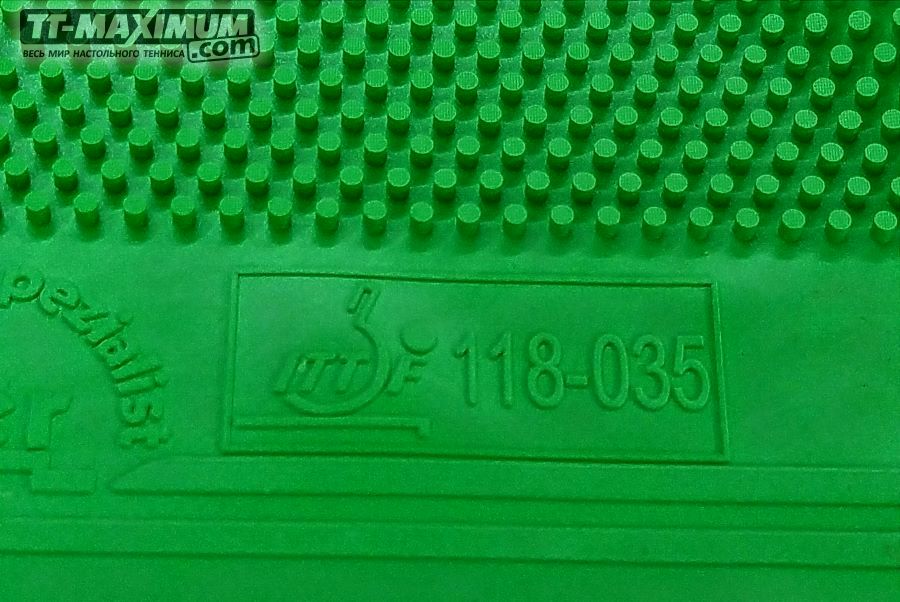 TT-MAXIMUM
ВЕСЬ МИР НАСТОЛЬНОГО ТЕННИСА .com
pezialist
ITTF 118-035